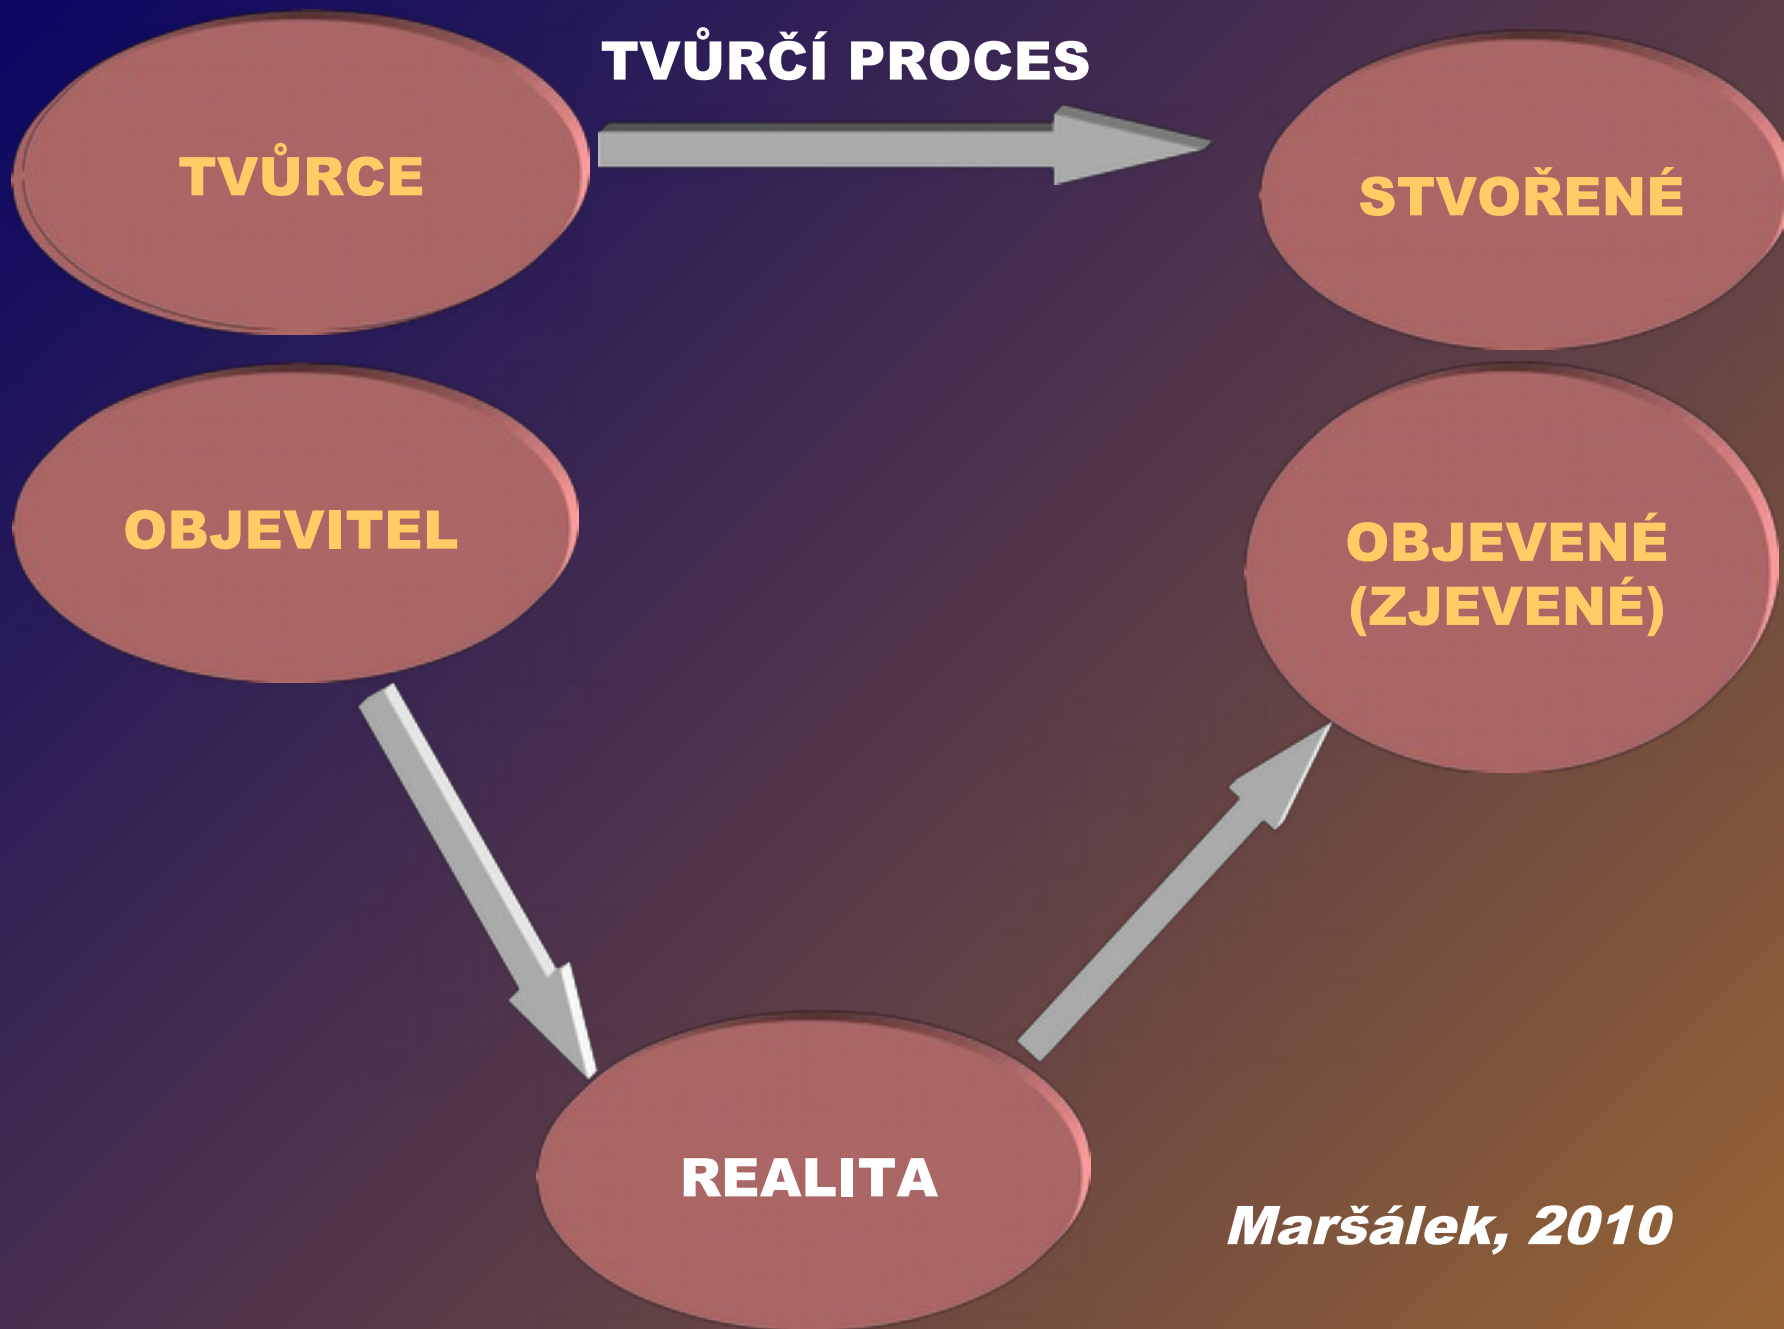 TVŮRČÍ PROCES
TVŮRCE
STVOŘENÉ
OBJEVITEL
OBJEVENÉ
(ZJEVENÉ)
REALITA
Maršálek, 2010